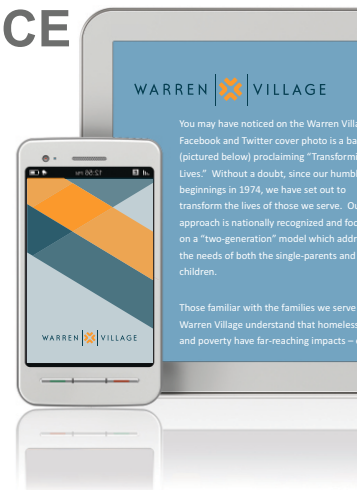 CE
WARREN VILLAGE
You may have noticed on the Warren Villa
Facebook and Twitter cover photo is a ba
(pictured below) proclaiming "Transformi
Lives." Without a doubt, since our humbl
beginnings in 1974, we have set out to
transform the lives of those we serve. Ou
approach is nationally recognized and foc
on a "two-generation" model which addr
the needs of both the single-parents and
children.
Those familiar with the families we serve
Warren Village understand that homeless
and poverty have far-reaching impacts –
12:56 PM
WARREN VILLAGE